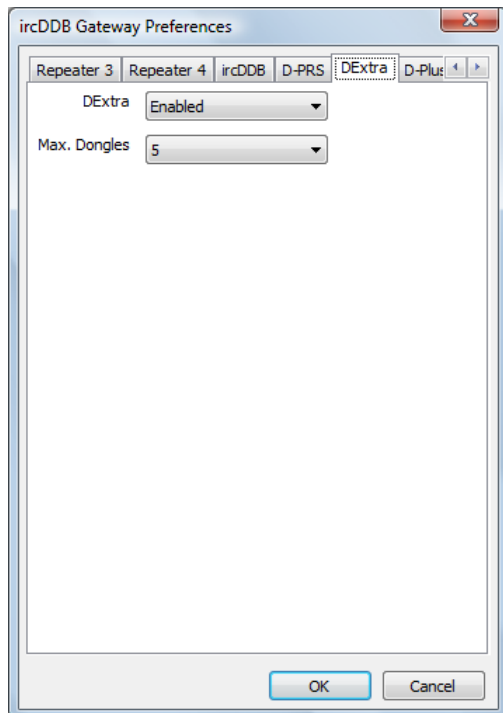 ircDDB Gateway Preferences
Repeater 3 Repeater 4 ircDDB D-PRS DExtra D-Plus
DExtra Enabled
Max. Dongles 5
OK Cancel